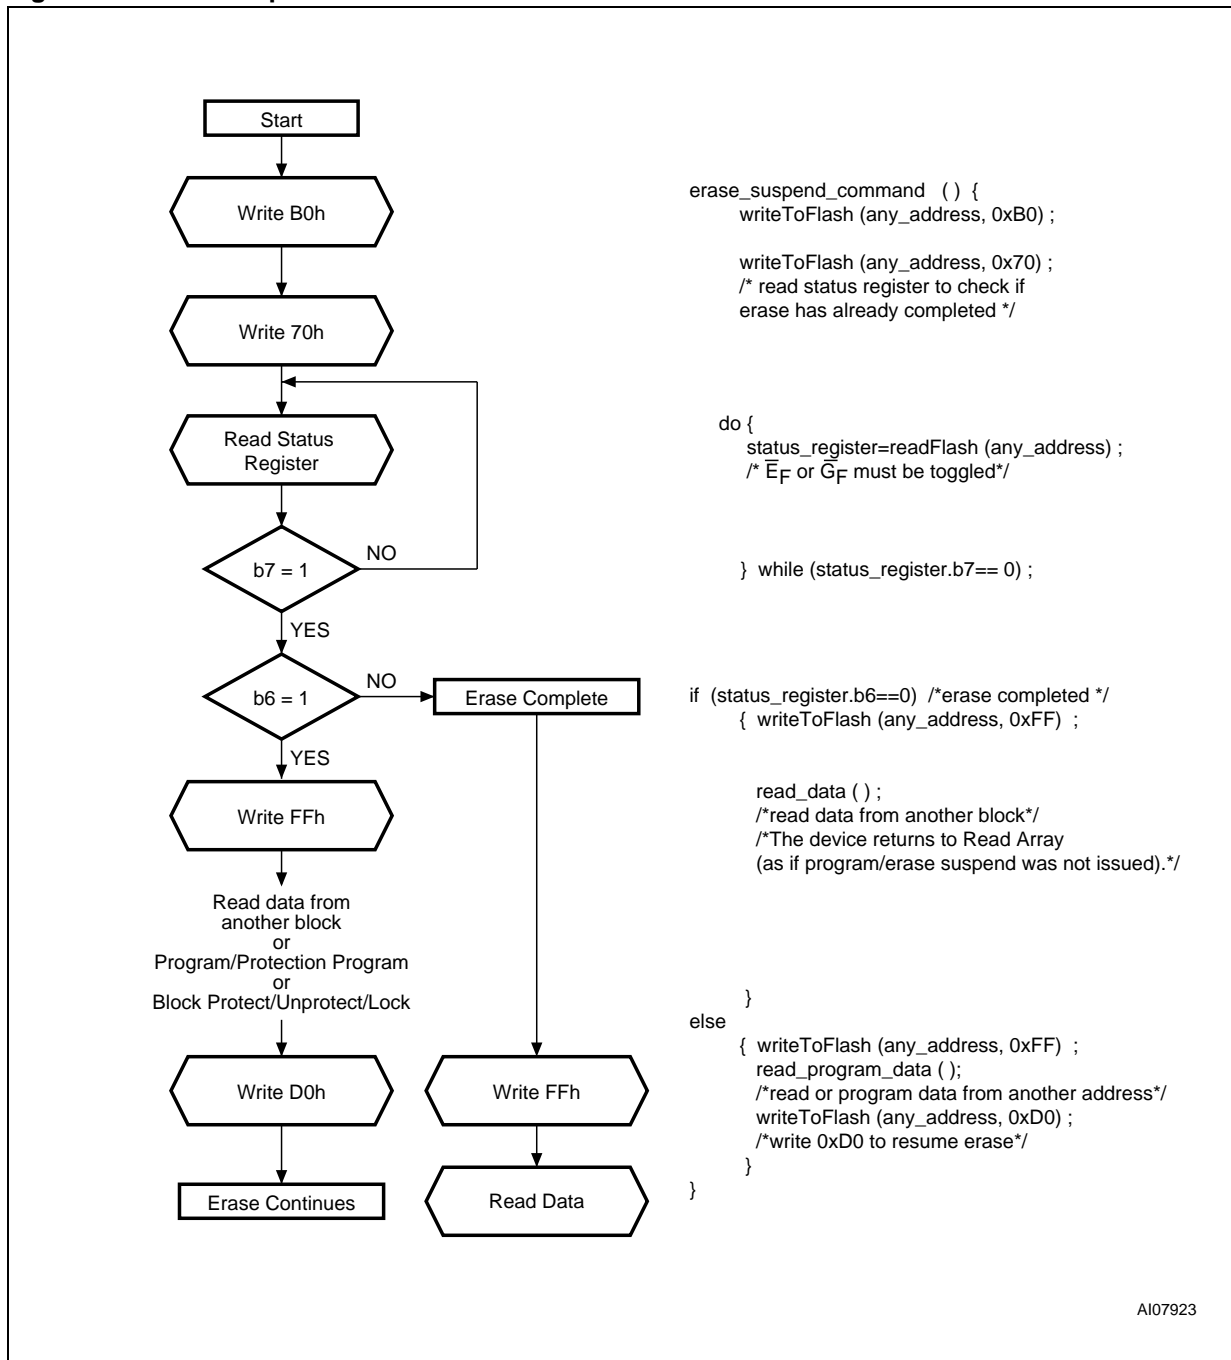 Start
Write B0h
Write 70h
Read Status
Register
b7 = 1
NO
YES
b6 = 1
NO
Erase Complete
YES
Write FFh
Read data from
another block
or
Program/Protection Program
or
Block Protect/Unprotect/Lock
Write D0h
Write FFh
Erase Continues
Read Data
erase_suspend_command ( ) {
writeToFlash (any_address, 0xB0) ;
writeToFlash (any_address, 0x70) ;
/* read status register to check if
erase has already completed */
do {
status_register=readFlash (any_address) ;
/* E̅F or G̅F must be toggled*/
} while (status_register.b7== 0) ;
if (status_register.b6==0) /*erase completed */
{ writeToFlash (any_address, 0xFF) ;
read_data ( ) ;
/*read data from another block*/
/*The device returns to Read Array
(as if program/erase suspend was not issued).*/
}
else
{ writeToFlash (any_address, 0xFF) ;
read_program_data ( );
/*read or program data from another address*/
writeToFlash (any_address, 0xD0) ;
/*write 0xD0 to resume erase*/
}
}
AI07923